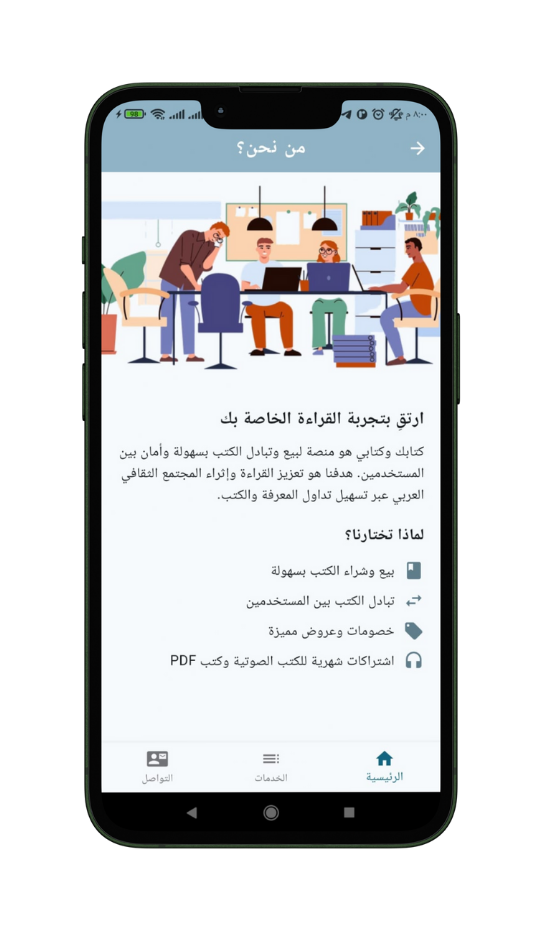 98
٨:٠٠ م
من نحن؟
ارتقِ بتجربة القراءة الخاصة بك
كتابك وكتابي هو منصة لبيع وتبادل الكتب بسهولة وأمان بين
المستخدمين. هدفنا هو تعزيز القراءة وإثراء المجتمع الثقافي
العربي عبر تسهيل تداول المعرفة والكتب.
لماذا تختارنا؟
بيع وشراء الكتب بسهولة
تبادل الكتب بين المستخدمين
خصومات وعروض مميزة
اشتراكات شهرية للكتب الصوتية وكتب PDF
الرئيسية
الخدمات
التواصل